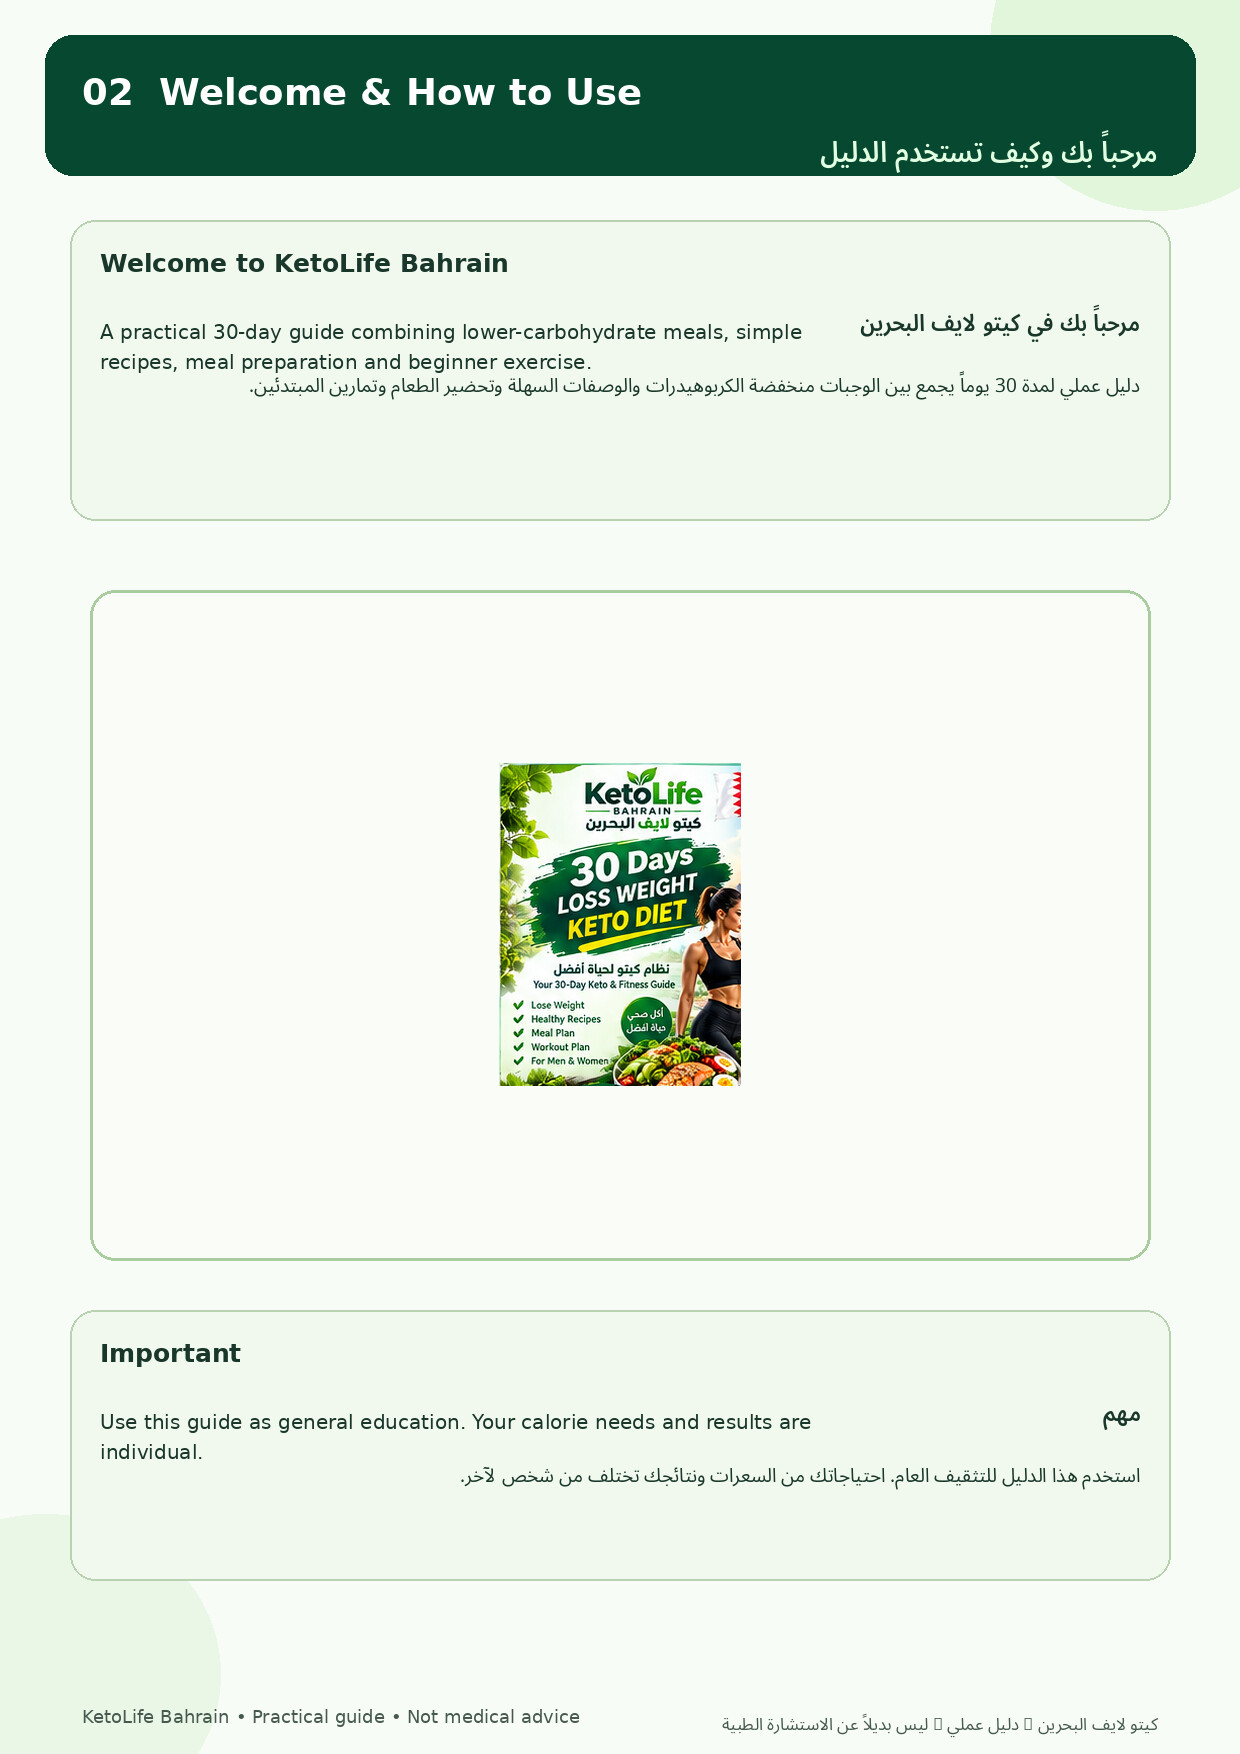 02 Welcome & How to Use
مرحباً بك وكيف تستخدم الدليل
Welcome to KetoLife Bahrain
مرحباً بك في كيتو لايف البحرين
A practical 30-day guide combining lower-carbohydrate meals, simple
recipes, meal preparation and beginner exercise.
دليل عملي لمدة 30 يوماً يجمع بين الوجبات منخفضة الكربوهيدرات والوصفات السهلة وتحضير الطعام وتمارين المبتدئين.
KetoLife
BAHRAIN
كيتو لايف البحرين
30 Days
LOSS WEIGHT
KETO DIET
نظام كيتو لحياة أفضل
Your 30-Day Keto & Fitness Guide
Lose Weight
Healthy Recipes
Meal Plan
Workout Plan
For Men & Women
أكل صحي
حياة أفضل
Important
مهم
Use this guide as general education. Your calorie needs and results are
individual.
استخدم هذا الدليل للتثقيف العام. احتياجاتك من السعرات ونتائجك تختلف من شخص لآخر.
KetoLife Bahrain • Practical guide • Not medical advice
كيتو لايف البحرين ▯ دليل عملي ▯ ليس بديلاً عن الاستشارة الطبية